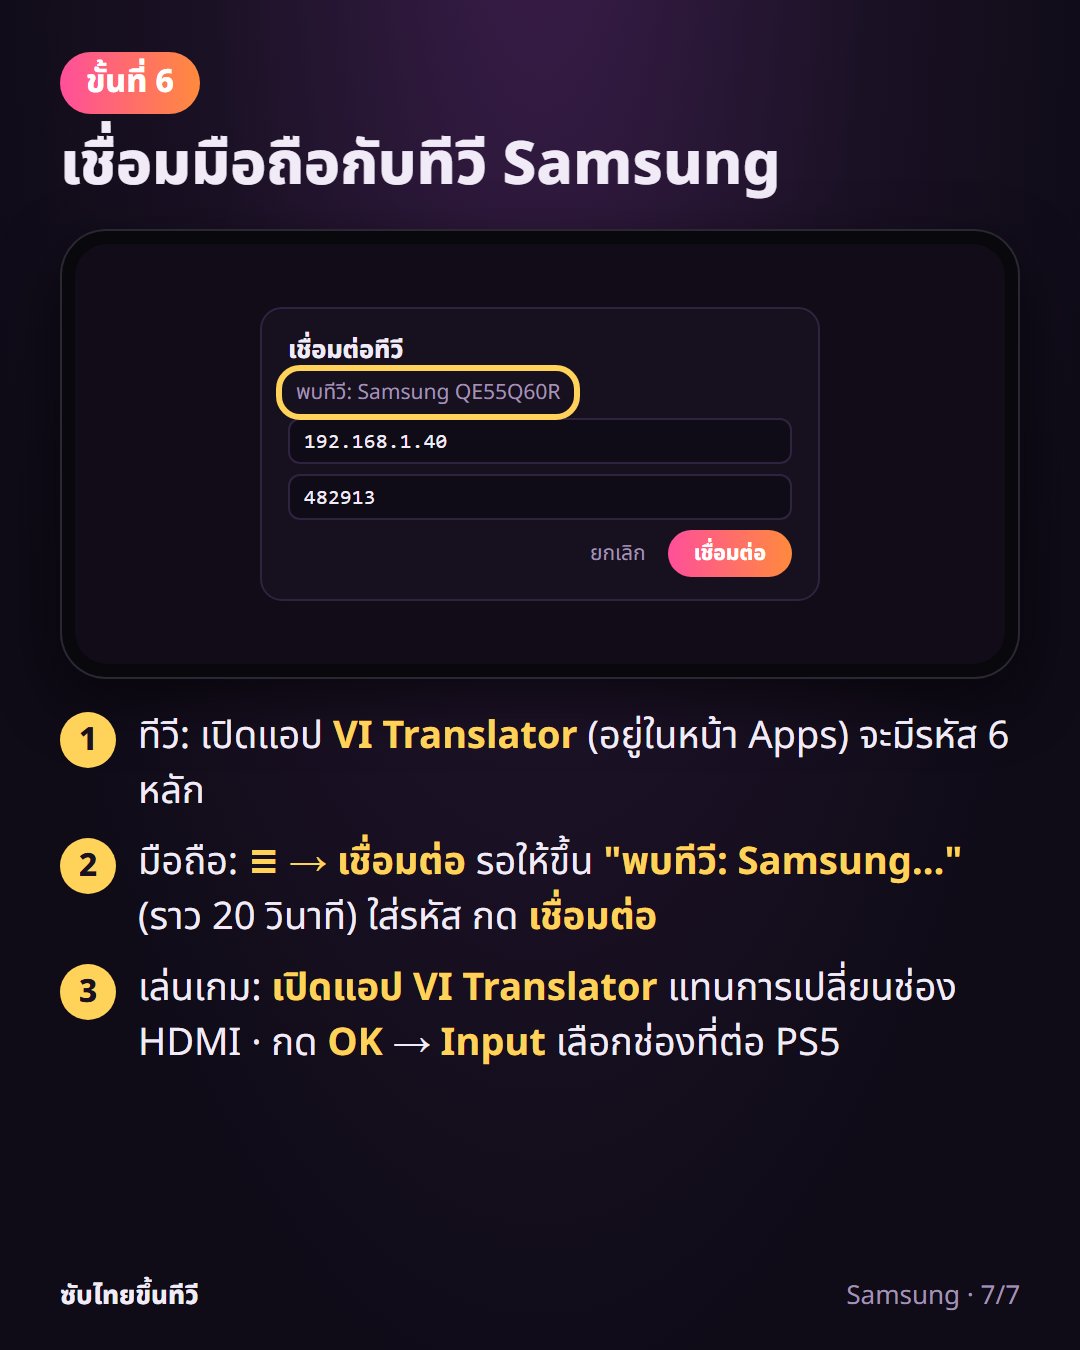 ขั้นที่ 6
เชื่อมมือถือกับทีวี Samsung
เชื่อมต่อทีวี
พบทีวี: Samsung QE55Q60R
192.168.1.40
482913
ยกเลิก เชื่อมต่อ
1 ทีวี: เปิดแอป VI Translator (อยู่ในหน้า Apps) จะมีรหัส 6
หลัก
2 มือถือ: ☰ → เชื่อมต่อ รอให้ขึ้น "พบทีวี: Samsung..."
(ราว 20 วินาที) ใส่รหัส กด เชื่อมต่อ
3 เล่นเกม: เปิดแอป VI Translator แทนการเปลี่ยนช่อง
HDMI · กด OK → Input เลือกช่องที่ต่อ PS5
ซับไทยขึ้นทีวี
Samsung · 7/7